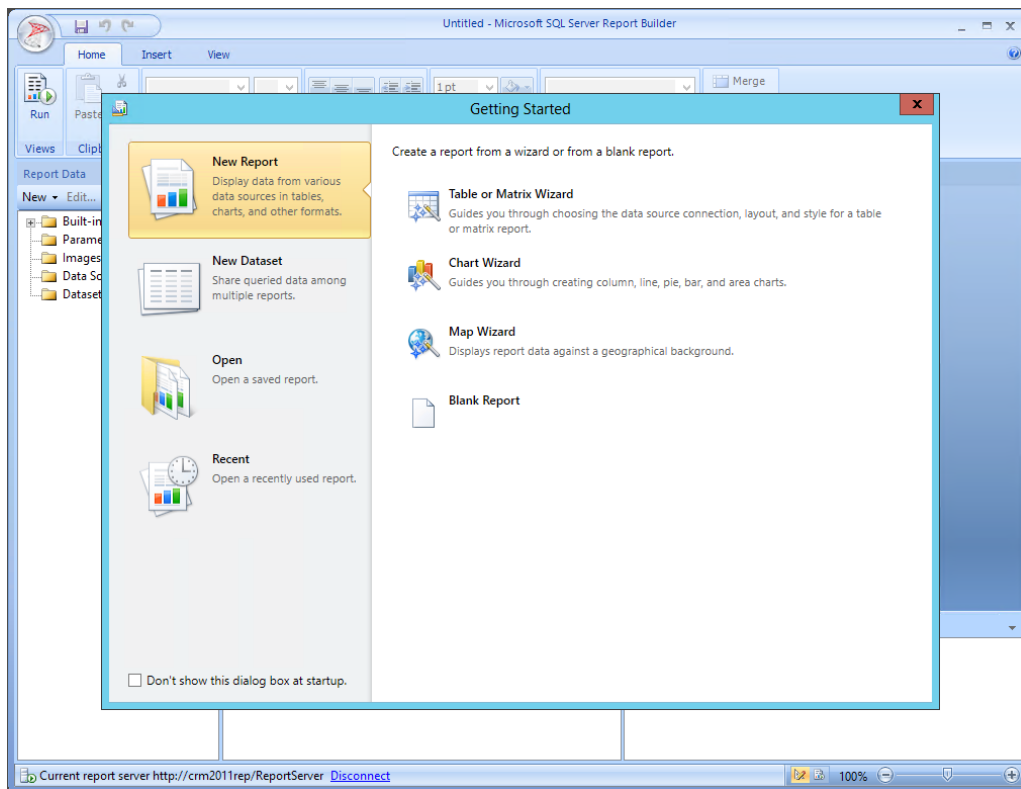 Untitled - Microsoft SQL Server Report Builder
Home Insert View
1pt
Merge
Run
Paste
Views
Getting Started
x
Report Data
New Edit...
Built-in
Parame
Images
Data So
Dataset
New Report
Display data from various
data sources in tables,
charts, and other formats.
New Dataset
Share queried data among
multiple reports.
Open
Open a saved report.
Recent
Open a recently used report.
Don't show this dialog box at startup.
Create a report from a wizard or from a blank report.
Table or Matrix Wizard
Guides you through choosing the data source connection, layout, and style for a table
or matrix report.
Chart Wizard
Guides you through creating column, line, pie, bar, and area charts.
Map Wizard
Displays report data against a geographical background.
Blank Report
Current report server http://crm2011rep/ReportServer Disconnect
100%